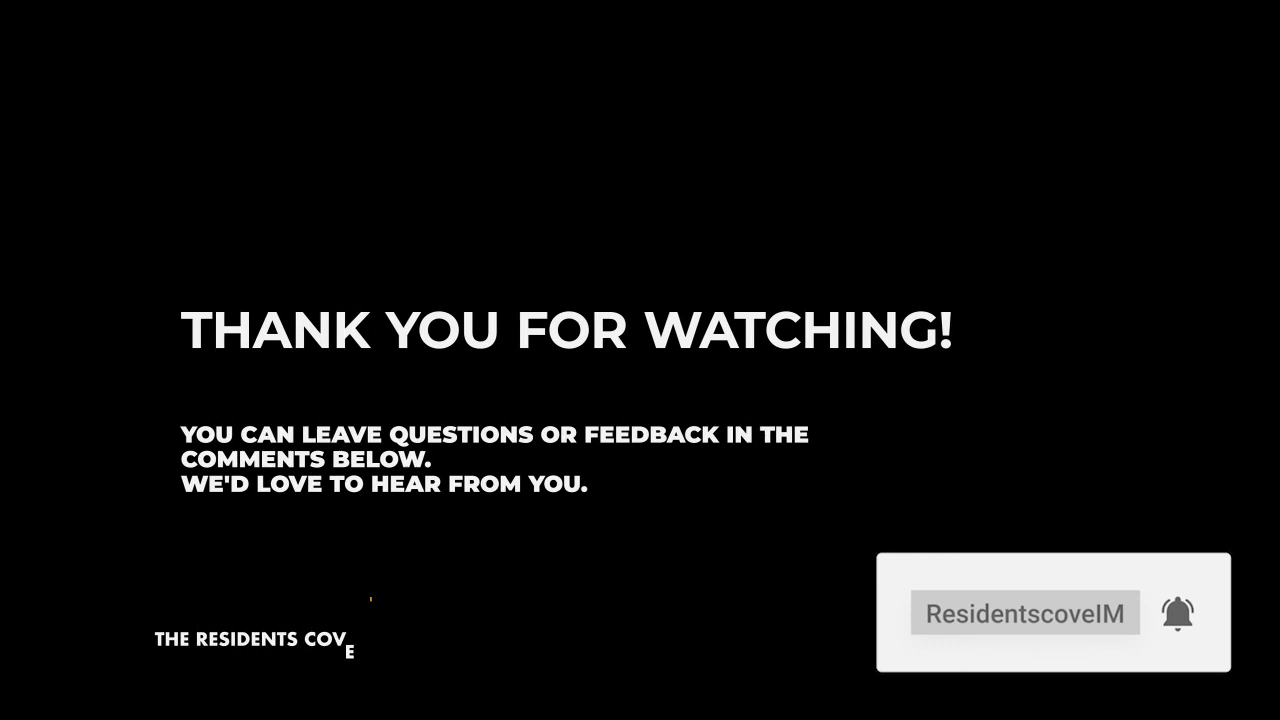 THANK YOU FOR WATCHING!
YOU CAN LEAVE QUESTIONS OR FEEDBACK IN THE
COMMENTS BELOW.
WE'D LOVE TO HEAR FROM YOU.
THE RESIDENTS COVE
ResidentscoveIM